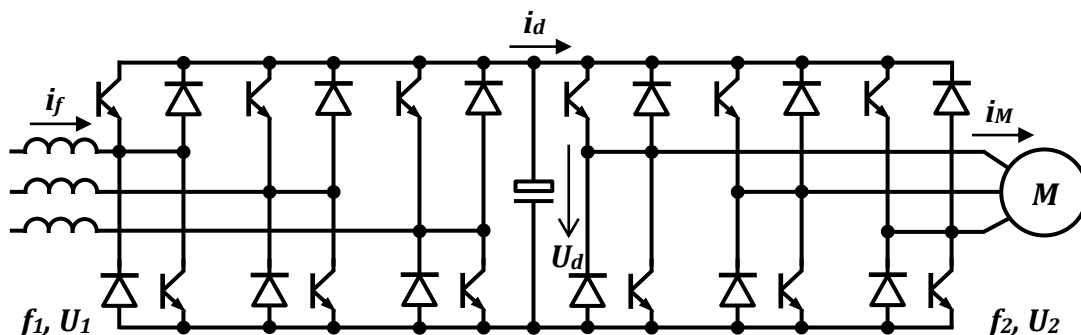 i_d
i_f
i_M
M
U_d
f_1, U_1
f_2, U_2